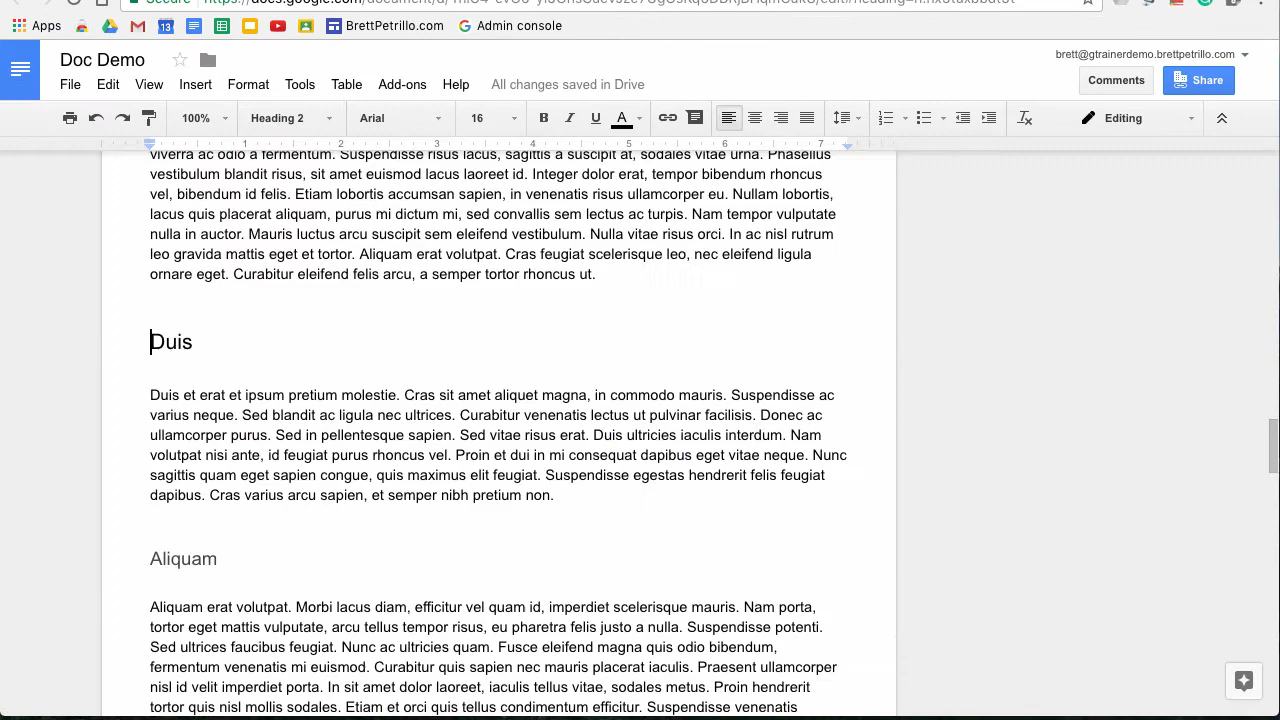 Apps BrettPetrillo.com Admin console
Doc Demo
brett@gtrainerdemo.brettpetrillo.com
File Edit View Insert Format Tools Table Add-ons Help All changes saved in Drive
Comments Share
100% Heading 2 Arial 16 B I U A Editing
1 1 2 3 4 5 6 7
viverra ac odio a fermentum. Suspendisse risus lacus, sagittis a suscipit at, sodales vitae urna. Phasellus
vestibulum blandit risus, sit amet euismod lacus laoreet id. Integer dolor erat, tempor bibendum rhoncus
vel, bibendum id felis. Etiam lobortis accumsan sapien, in venenatis risus ullamcorper eu. Nullam lobortis,
lacus quis placerat aliquam, purus mi dictum mi, sed convallis sem lectus ac turpis. Nam tempor vulputate
nulla in auctor. Mauris luctus arcu suscipit sem eleifend vestibulum. Nulla vitae risus orci. In ac nisl rutrum
leo gravida mattis eget et tortor. Aliquam erat volutpat. Cras feugiat scelerisque leo, nec eleifend ligula
ornare eget. Curabitur eleifend felis arcu, a semper tortor rhoncus ut.
Duis
Duis et erat et ipsum pretium molestie. Cras sit amet aliquet magna, in commodo mauris. Suspendisse ac
varius neque. Sed blandit ac ligula nec ultrices. Curabitur venenatis lectus ut pulvinar facilisis. Donec ac
ullamcorper purus. Sed in pellentesque sapien. Sed vitae risus erat. Duis ultricies iaculis interdum. Nam
volutpat nisi ante, id feugiat purus rhoncus vel. Proin et dui in mi consequat dapibus eget vitae neque. Nunc
sagittis quam eget sapien congue, quis maximus elit feugiat. Suspendisse egestas hendrerit felis feugiat
dapibus. Cras varius arcu sapien, et semper nibh pretium non.
Aliquam
Aliquam erat volutpat. Morbi lacus diam, efficitur vel quam id, imperdiet scelerisque mauris. Nam porta,
tortor eget mattis vulputate, arcu tellus tempor risus, eu pharetra felis justo a nulla. Suspendisse potenti.
Sed ultrices faucibus feugiat. Nunc ac ultricies quam. Fusce eleifend magna quis odio bibendum,
fermentum venenatis mi euismod. Curabitur quis sapien nec mauris placerat iaculis. Praesent ullamcorper
nisl id velit imperdiet porta. In sit amet dolor laoreet, iaculis tellus vitae, sodales metus. Proin hendrerit
tortor quis nisl mollis sodales. Etiam et orci quis tellus condimentum efficitur. Suspendisse venenatis